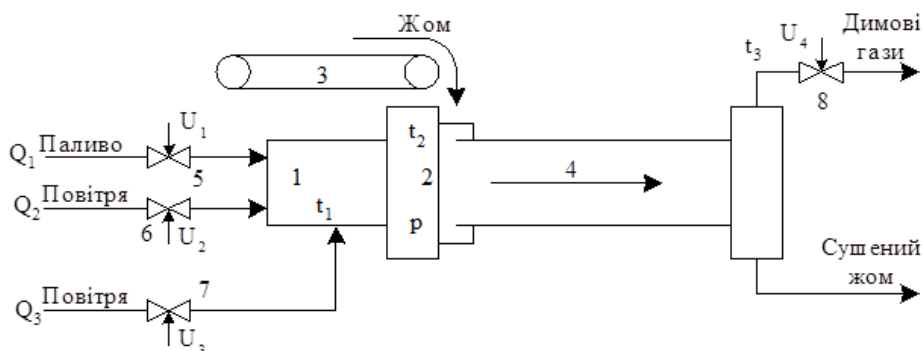 Жом
Димові
гази
U4
t3
3
8
U1
t2
Q1 Паливо
5
1
2
4
Q2 Повітря
t1
p
6
U2
Сушений
жом
Q3 Повітря
7
U3